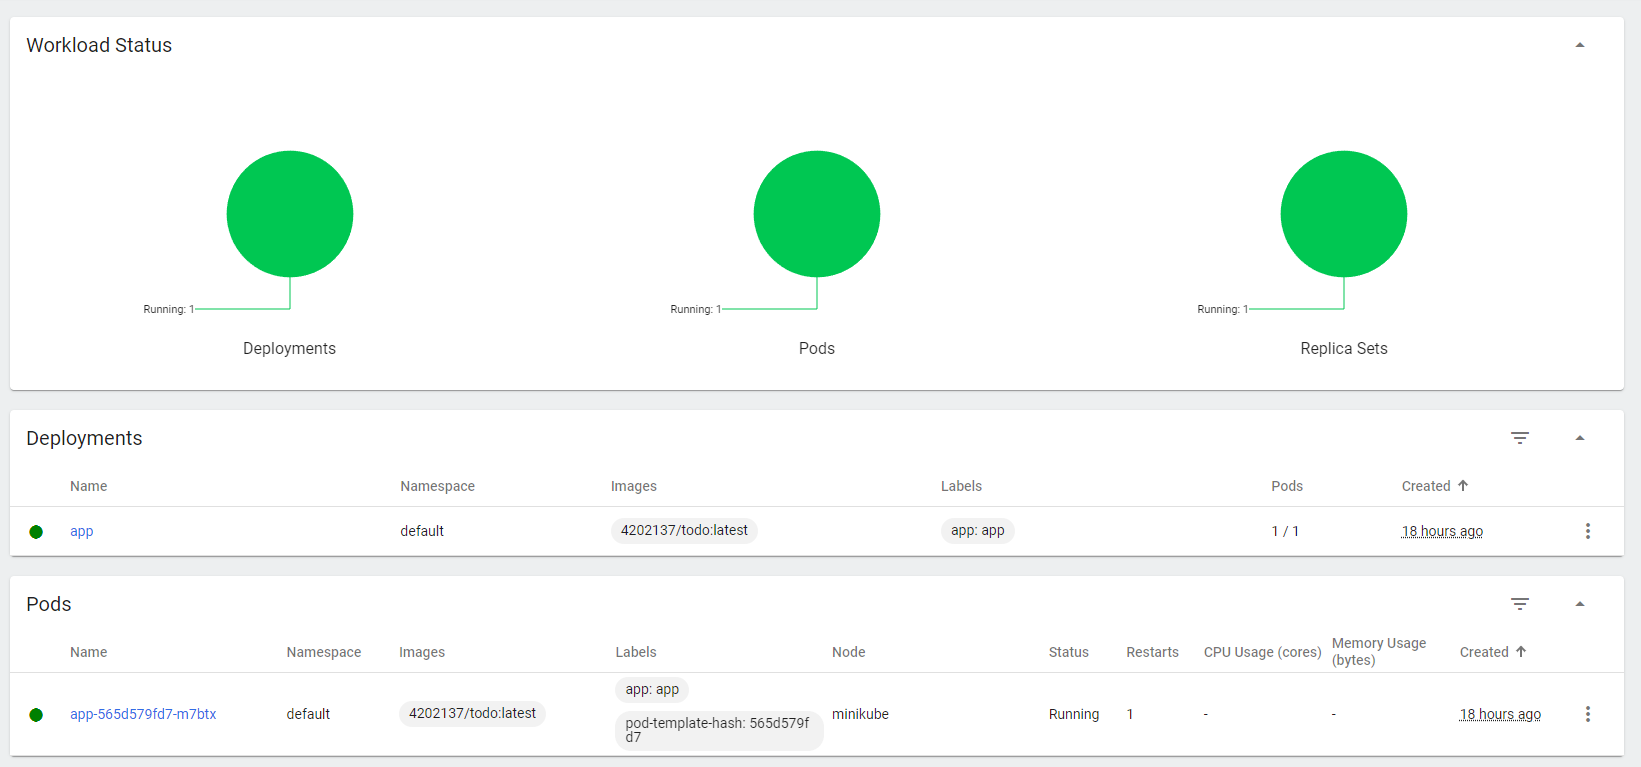 Workload Status
Running: 1
Running: 1
Running: 1
Deployments
Pods
Replica Sets
Deployments
Name Namespace Images Labels Pods Created
app default 4202137/todo:latest app: app 1 / 1 18 hours ago
Pods
Name Namespace Images Labels Node Status Restarts CPU Usage (cores) Memory Usage (bytes) Created
app-565d579fd7-m7btx default 4202137/todo:latest app: app
pod-template-hash: 565d579f
d7 minikube Running 1 - - 18 hours ago